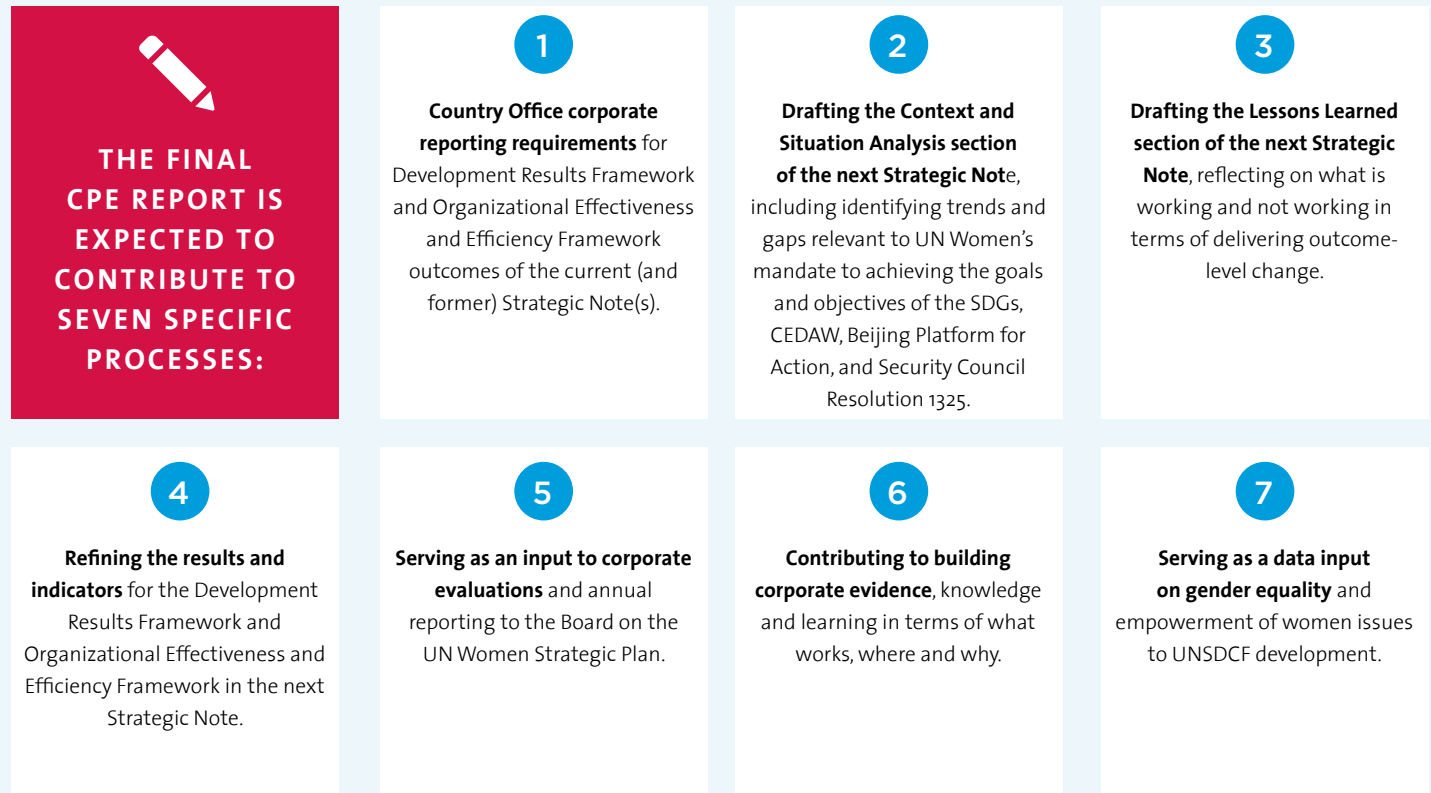 THE FINAL
CPE REPORT IS
EXPECTED TO
CONTRIBUTE TO
SEVEN SPECIFIC
PROCESSES:
1
Country Office corporate
reporting requirements for
Development Results Framework
and Organizational Effectiveness
and Efficiency Framework
outcomes of the current (and
former) Strategic Note(s).
2
Drafting the Context and
Situation Analysis section
of the next Strategic Note,
including identifying trends and
gaps relevant to UN Women’s
mandate to achieving the goals
and objectives of the SDGs,
CEDAW, Beijing Platform for
Action, and Security Council
Resolution 1325.
3
Drafting the Lessons Learned
section of the next Strategic
Note, reflecting on what is
working and not working in
terms of delivering outcome-
level change.
4
Refining the results and
indicators for the Development
Results Framework and
Organizational Effectiveness and
Efficiency Framework in the next
Strategic Note.
5
Serving as an input to corporate
evaluations and annual
reporting to the Board on the
UN Women Strategic Plan.
6
Contributing to building
corporate evidence, knowledge
and learning in terms of what
works, where and why.
7
Serving as a data input
on gender equality and
empowerment of women issues
to UNSDCF development.